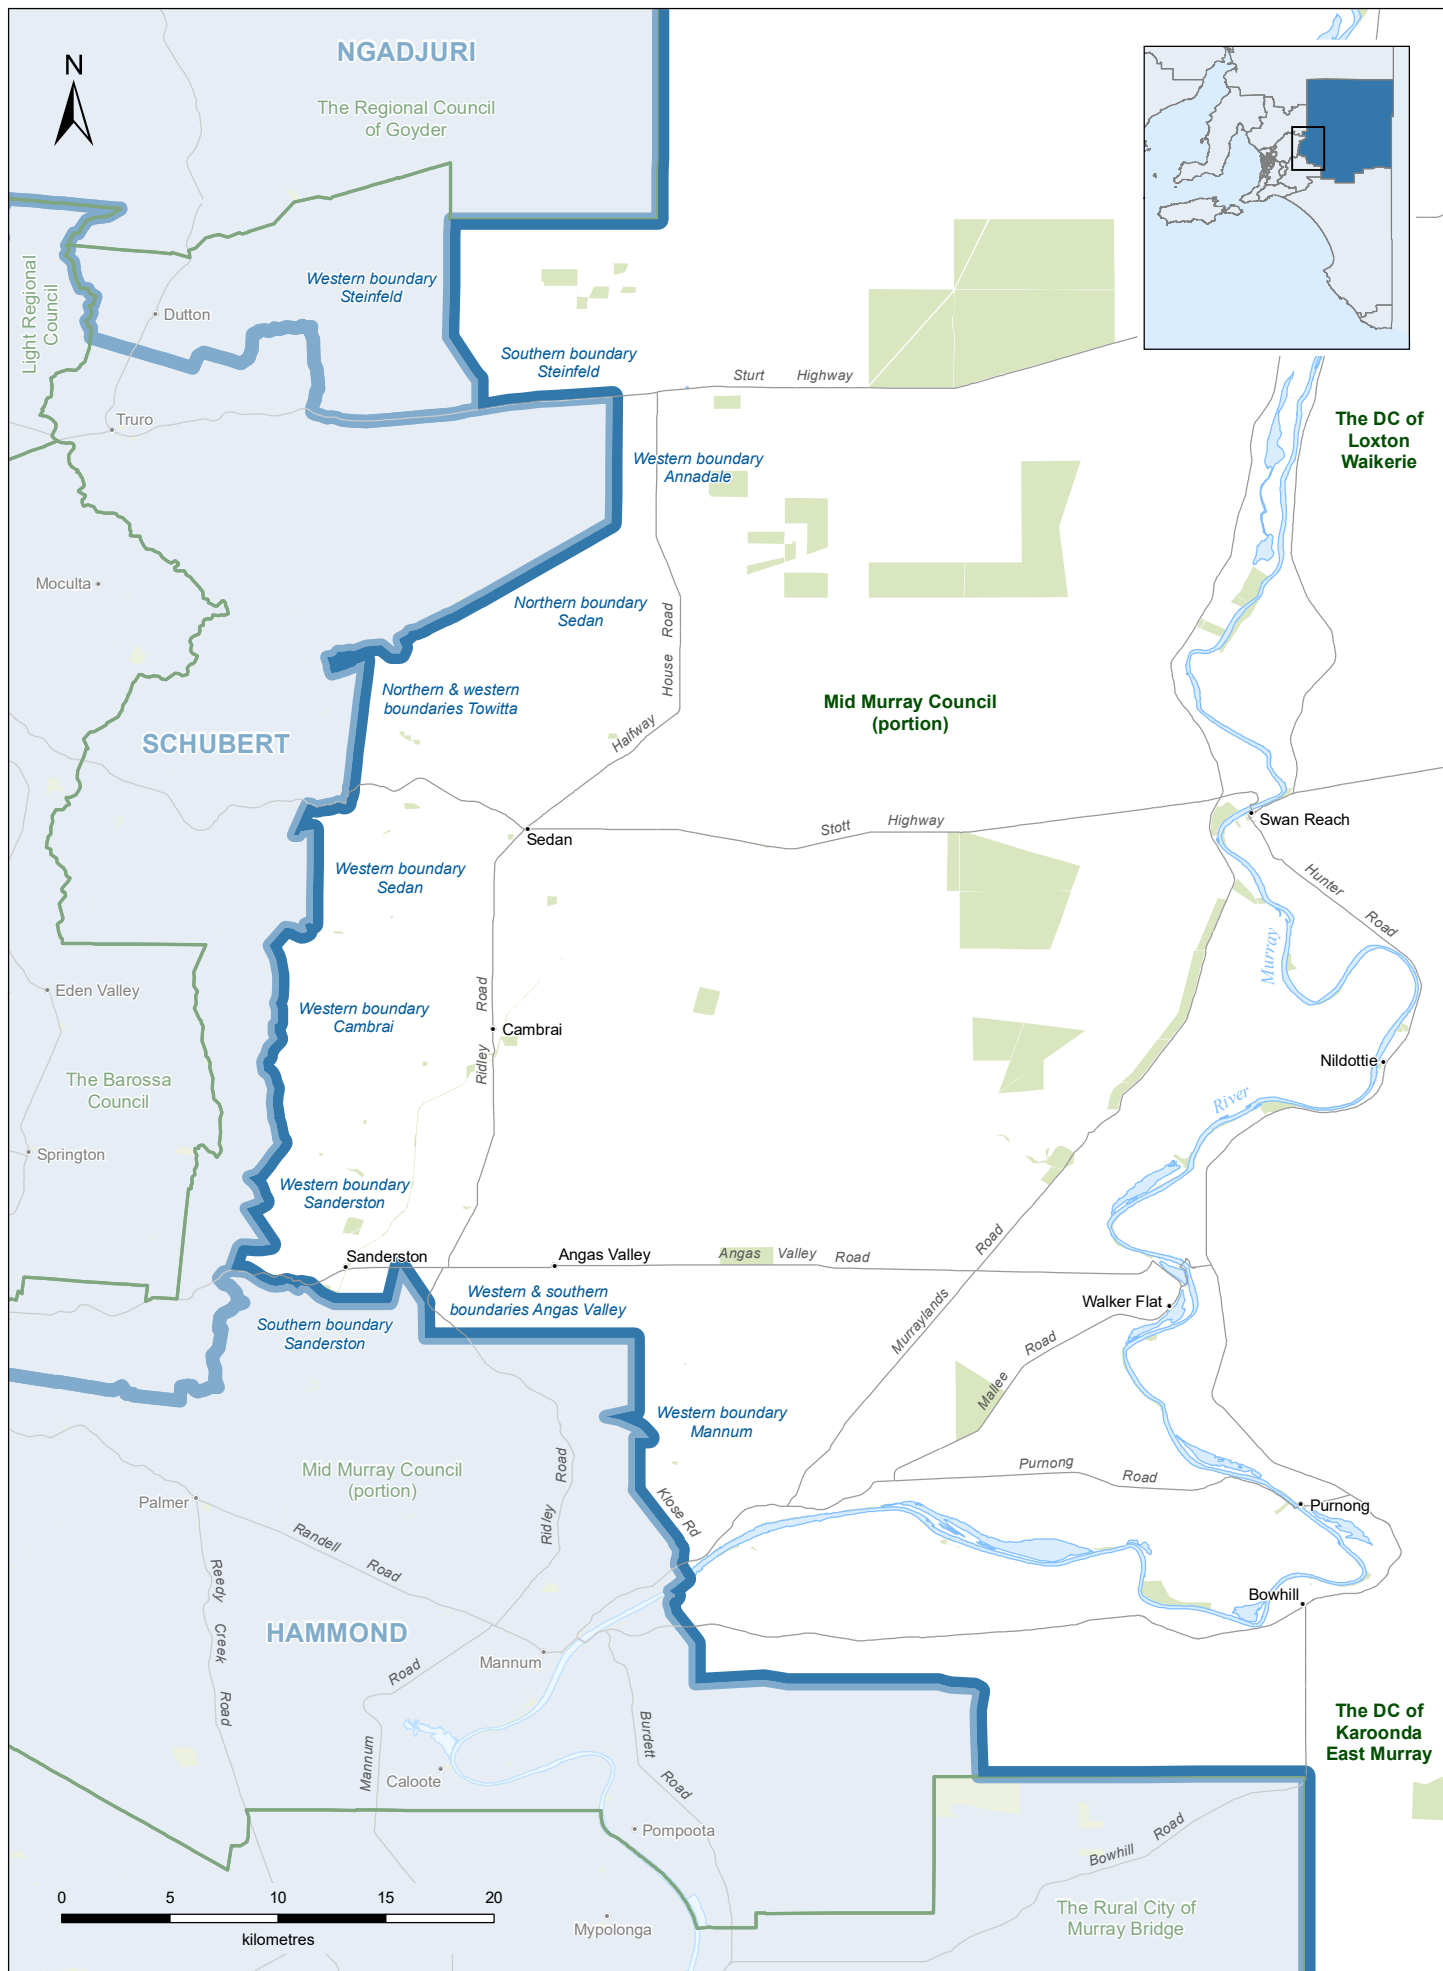 NGADJURI
N
The Regional Council
of Goyder
Light Regional
Council
Western boundary
Steinfeld
Dutton
Southern boundary
Steinfeld
Sturt Highway
Truro
The DC of
Loxton
Waikerie
Western boundary
Annadale
Moculta
Northern boundary
Sedan
Halfway House Road
Northern & western
boundaries Towitta
Mid Murray Council
(portion)
SCHUBERT
Sedan
Stott Highway
Swan Reach
Western boundary
Sedan
Hunter Road
Murray River
Eden Valley
Western boundary
Cambrai
Ridley Road
Cambrai
Nildottie
The Barossa
Council
Springton
Western boundary
Sanderston
Sanderston
Angas Valley
Angas Valley Road
Murraylands Road
Western & southern
boundaries Angas Valley
Walker Flat
Southern boundary
Sanderston
Mallee Road
Western boundary
Mannum
Mid Murray Council
(portion)
Ridley Road
Purnong Road
Palmer
Klose Rd
Purnong
Randell Road
Reedy Creek Road
Bowhill
HAMMOND
Mannum
Mannum Road
Burdett Road
The DC of
Karoonda
East Murray
Caloote
Pompoota
Bowhill Road
0 5 10 15 20
kilometres
Mypolonga
The Rural City of
Murray Bridge